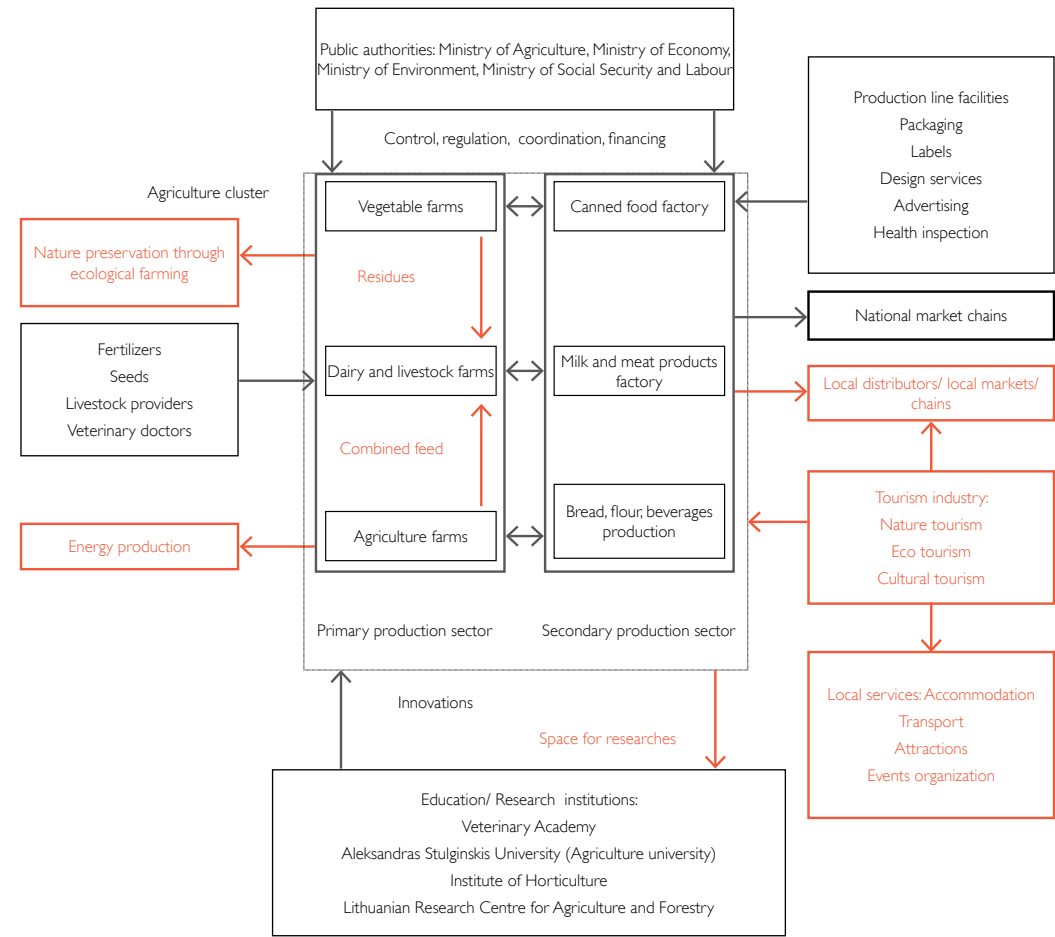 Public authorities: Ministry of Agriculture, Ministry of Economy,
Ministry of Environment, Ministry of Social Security and Labour
Control, regulation, coordination, financing
Production line facilities
Packaging
Labels
Design services
Advertising
Health inspection
Agriculture cluster
Vegetable farms
Canned food factory
Nature preservation through
ecological farming
Residues
National market chains
Fertilizers
Seeds
Livestock providers
Veterinary doctors
Dairy and livestock farms
Milk and meat products
factory
Local distributors/ local markets/
chains
Combined feed
Tourism industry:
Nature tourism
Eco tourism
Cultural tourism
Energy production
Agriculture farms
Bread, flour, beverages
production
Primary production sector
Secondary production sector
Local services: Accommodation
Transport
Attractions
Events organization
Innovations
Space for researches
Education/ Research institutions:
Veterinary Academy
Aleksandras Stulginskis University (Agriculture university)
Institute of Horticulture
Lithuanian Research Centre for Agriculture and Forestry